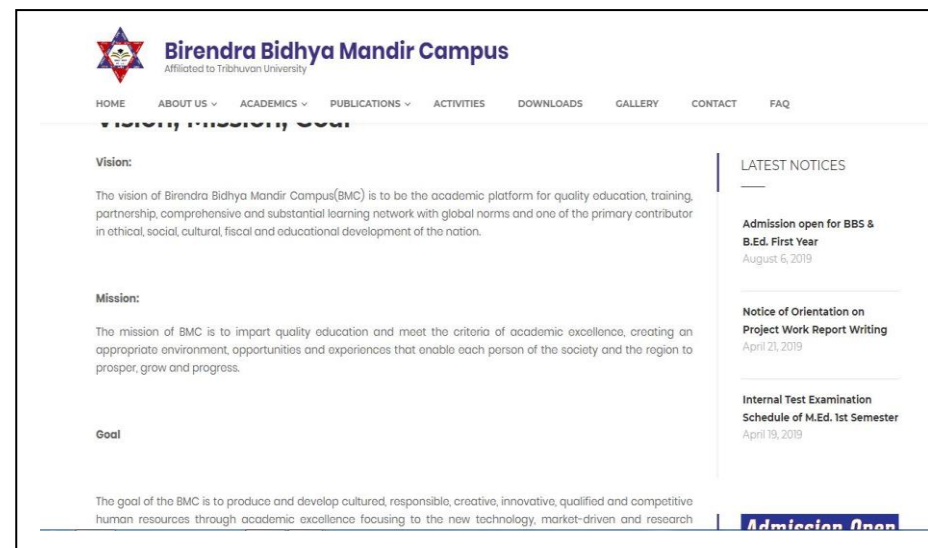 Birendra Bidhya Mandir Campus
Affiliated to Tribhuvan University
HOME ABOUT US ACADEMICS PUBLICATIONS ACTIVITIES DOWNLOADS GALLERY CONTACT FAQ
Vision, Mission, Goal
Vision:
The vision of Birendra Bidhya Mandir Campus(BMC) is to be the academic platform for quality education, training,
partnership, comprehensive and substantial learning network with global norms and one of the primary contributor
in ethical, social, cultural, fiscal and educational development of the nation.
Mission:
The mission of BMC is to impart quality education and meet the criteria of academic excellence, creating an
appropriate environment, opportunities and experiences that enable each person of the society and the region to
prosper, grow and progress.
Goal
The goal of the BMC is to produce and develop cultured, responsible, creative, innovative, qualified and competitive
human resources through academic excellence focusing to the new technology, market-driven and research
LATEST NOTICES
Admission open for BBS &
B.Ed. First Year
August 6, 2019
Notice of Orientation on
Project Work Report Writing
April 21, 2019
Internal Test Examination
Schedule of M.Ed. 1st Semester
April 19, 2019
Admission Open